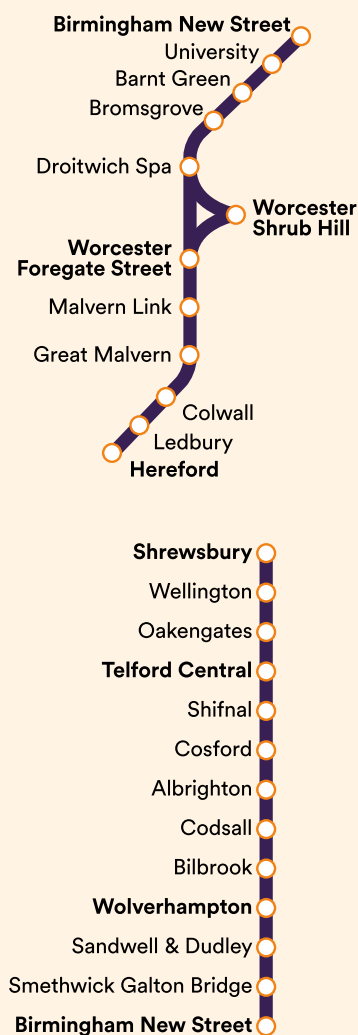 Birmingham New Street
University
Barnt Green
Bromsgrove
Droitwich Spa
Worcester
Shrub Hill
Worcester
Foregate Street
Malvern Link
Great Malvern
Colwall
Ledbury
Hereford
Shrewsbury
Wellington
Oakengates
Telford Central
Shifnal
Cosford
Albrighton
Codsall
Bilbrook
Wolverhampton
Sandwell & Dudley
Smethwick Galton Bridge
Birmingham New Street